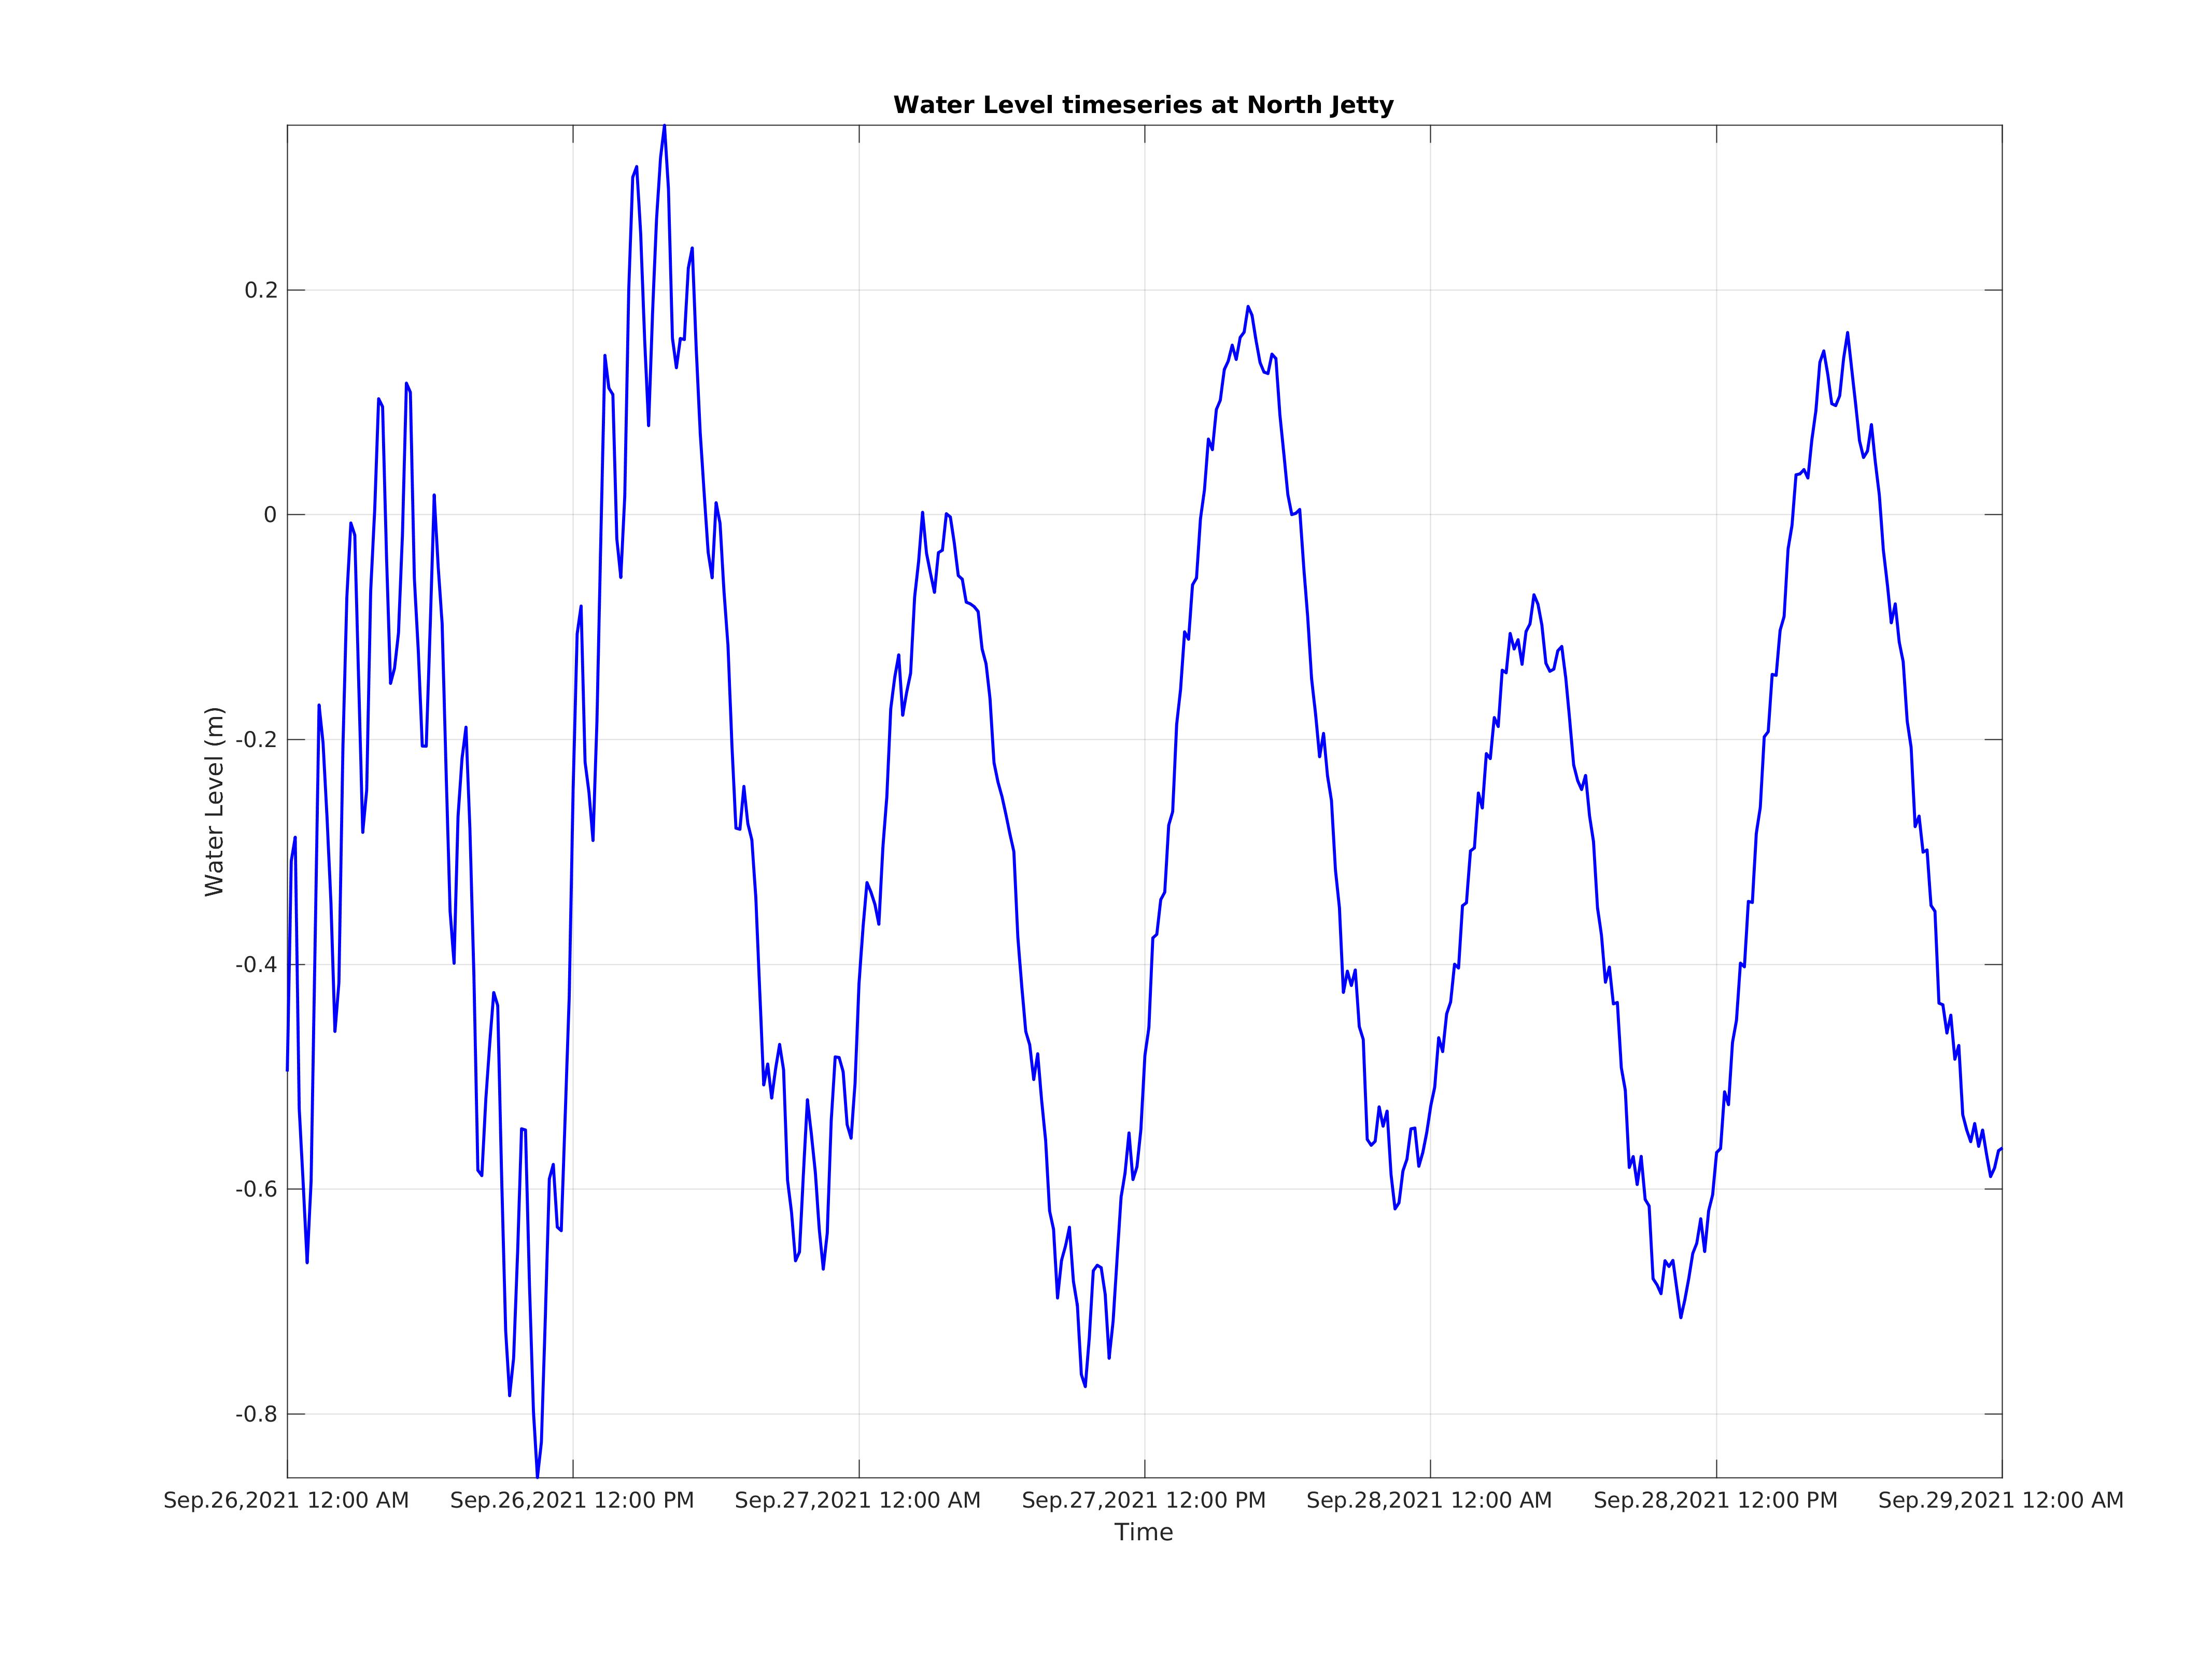 Water Level timeseries at North Jetty
0.2
0
-0.2
-0.4
-0.6
-0.8
Water Level (m)
Sep.26,2021 12:00 AM
Sep.26,2021 12:00 PM
Sep.27,2021 12:00 AM
Sep.27,2021 12:00 PM
Sep.28,2021 12:00 AM
Sep.28,2021 12:00 PM
Sep.29,2021 12:00 AM
Time